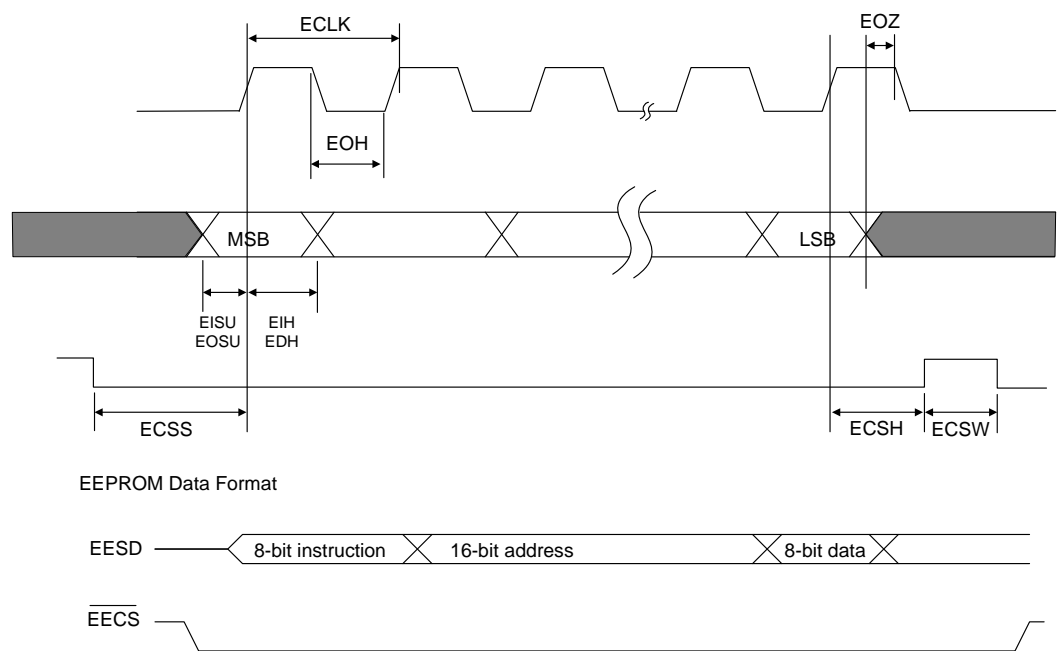 ECLK
EOZ
EOH
MSB
LSB
EISU
EOSU
EIH
EDH
ECSS
ECSH
ECSW
EEPROM Data Format
EESD
8-bit instruction
16-bit address
8-bit data
EECS